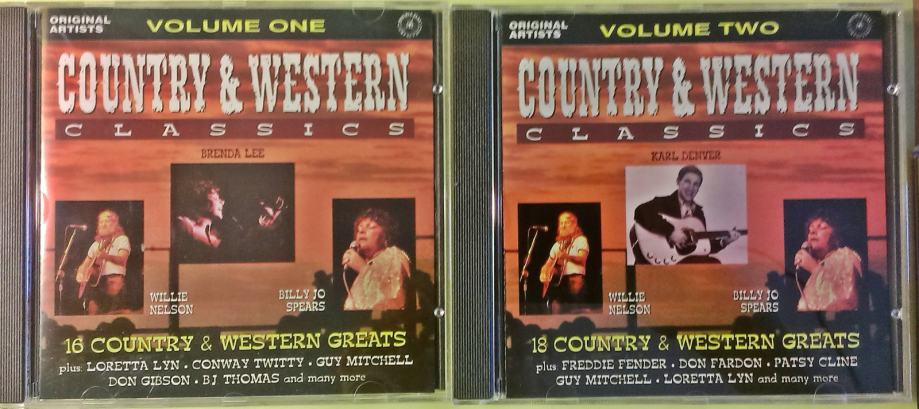 ORIGINAL
ARTISTS
VOLUME ONE
COUNTRY & WESTERN
CLASSICS
BRENDA LEE
WILLIE
NELSON
BILLY JO
SPEARS
16 COUNTRY & WESTERN GREATS
plus: LORETTA LYN • CONWAY TWITTY • GUY MITCHELL
DON GIBSON • BJ THOMAS and many more
ORIGINAL
ARTISTS
VOLUME TWO
COUNTRY & WESTERN
CLASSICS
KARL DENVER
WILLIE
NELSON
BILLY JO
SPEARS
18 COUNTRY & WESTERN GREATS
plus FREDDIE FENDER • DON FARDON • PATSY CLINE
GUY MITCHELL • LORETTA LYN and many more